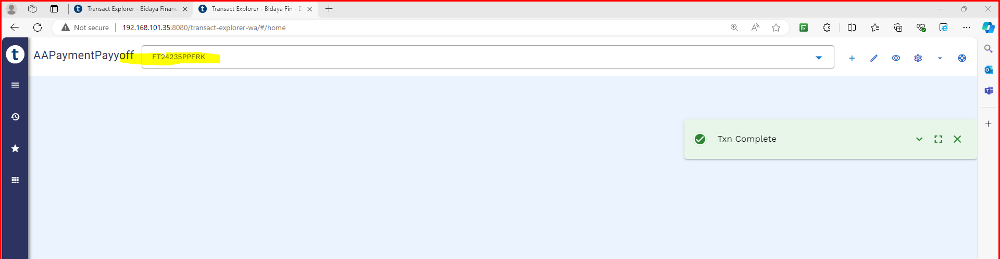 Transact Explorer - Bidaya Financ
Transact Explorer - Bidaya Fin - D
Not secure
192.168.101.35:8080/transact-explorer-wa/#/home
t
AAPaymentPayyoff
FT24235PPFRK
Txn Complete